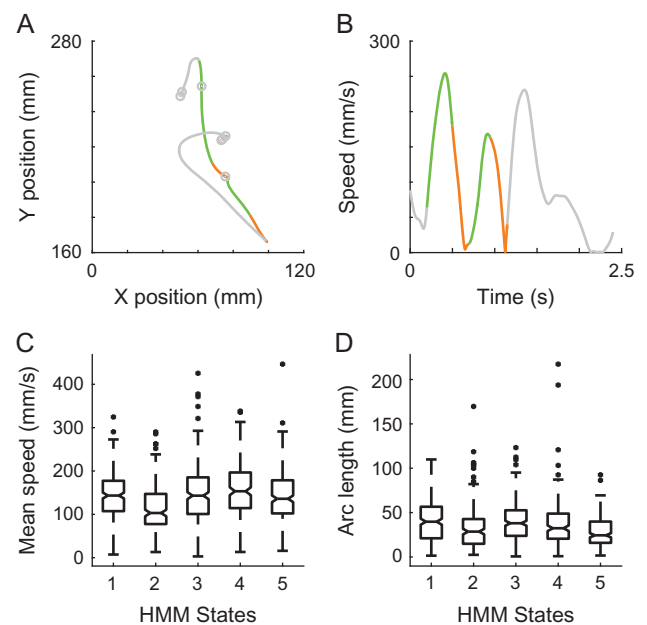 A
280
Y position (mm)
160
0
120
X position (mm)
B
300
Speed (mm/s)
0
0
2.5
Time (s)
C
400
300
200
100
0
Mean speed (mm/s)
1 2 3 4 5
HMM States
D
200
150
100
50
0
Arc length (mm)
1 2 3 4 5
HMM States